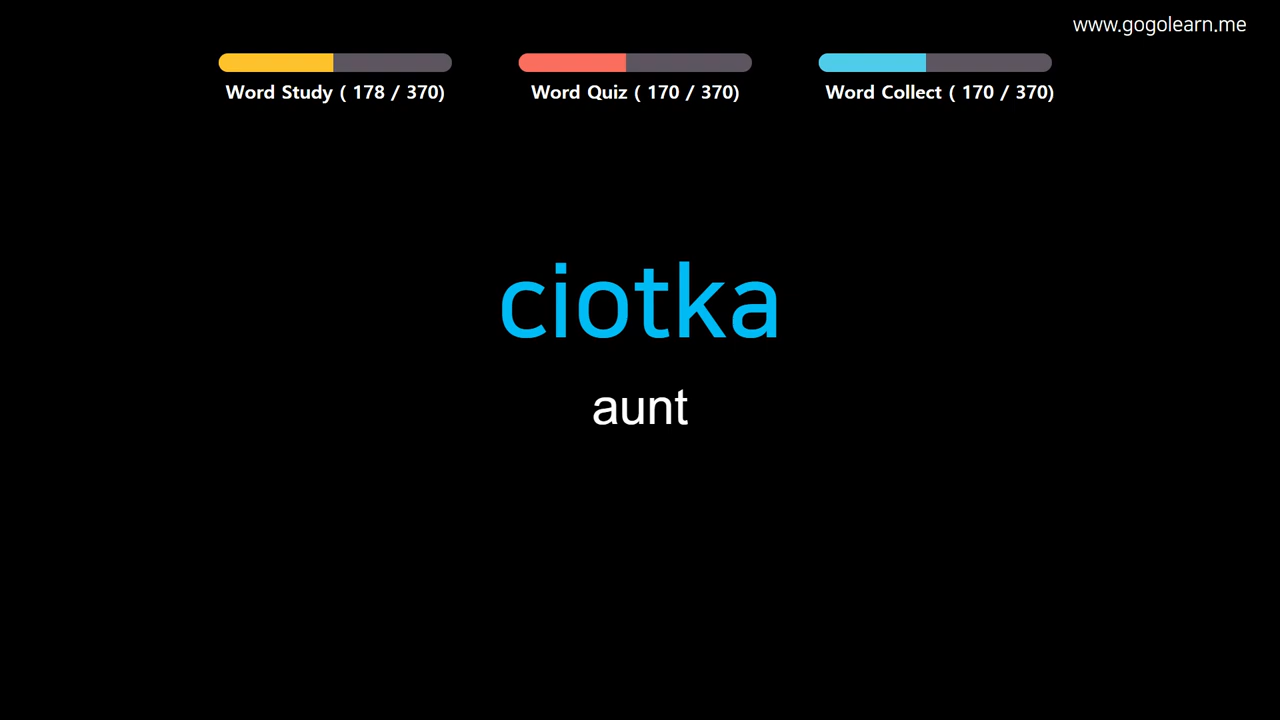 www.gogolearn.me
Word Study ( 178 / 370)
Word Quiz ( 170 / 370)
Word Collect ( 170 / 370)
ciotka
aunt